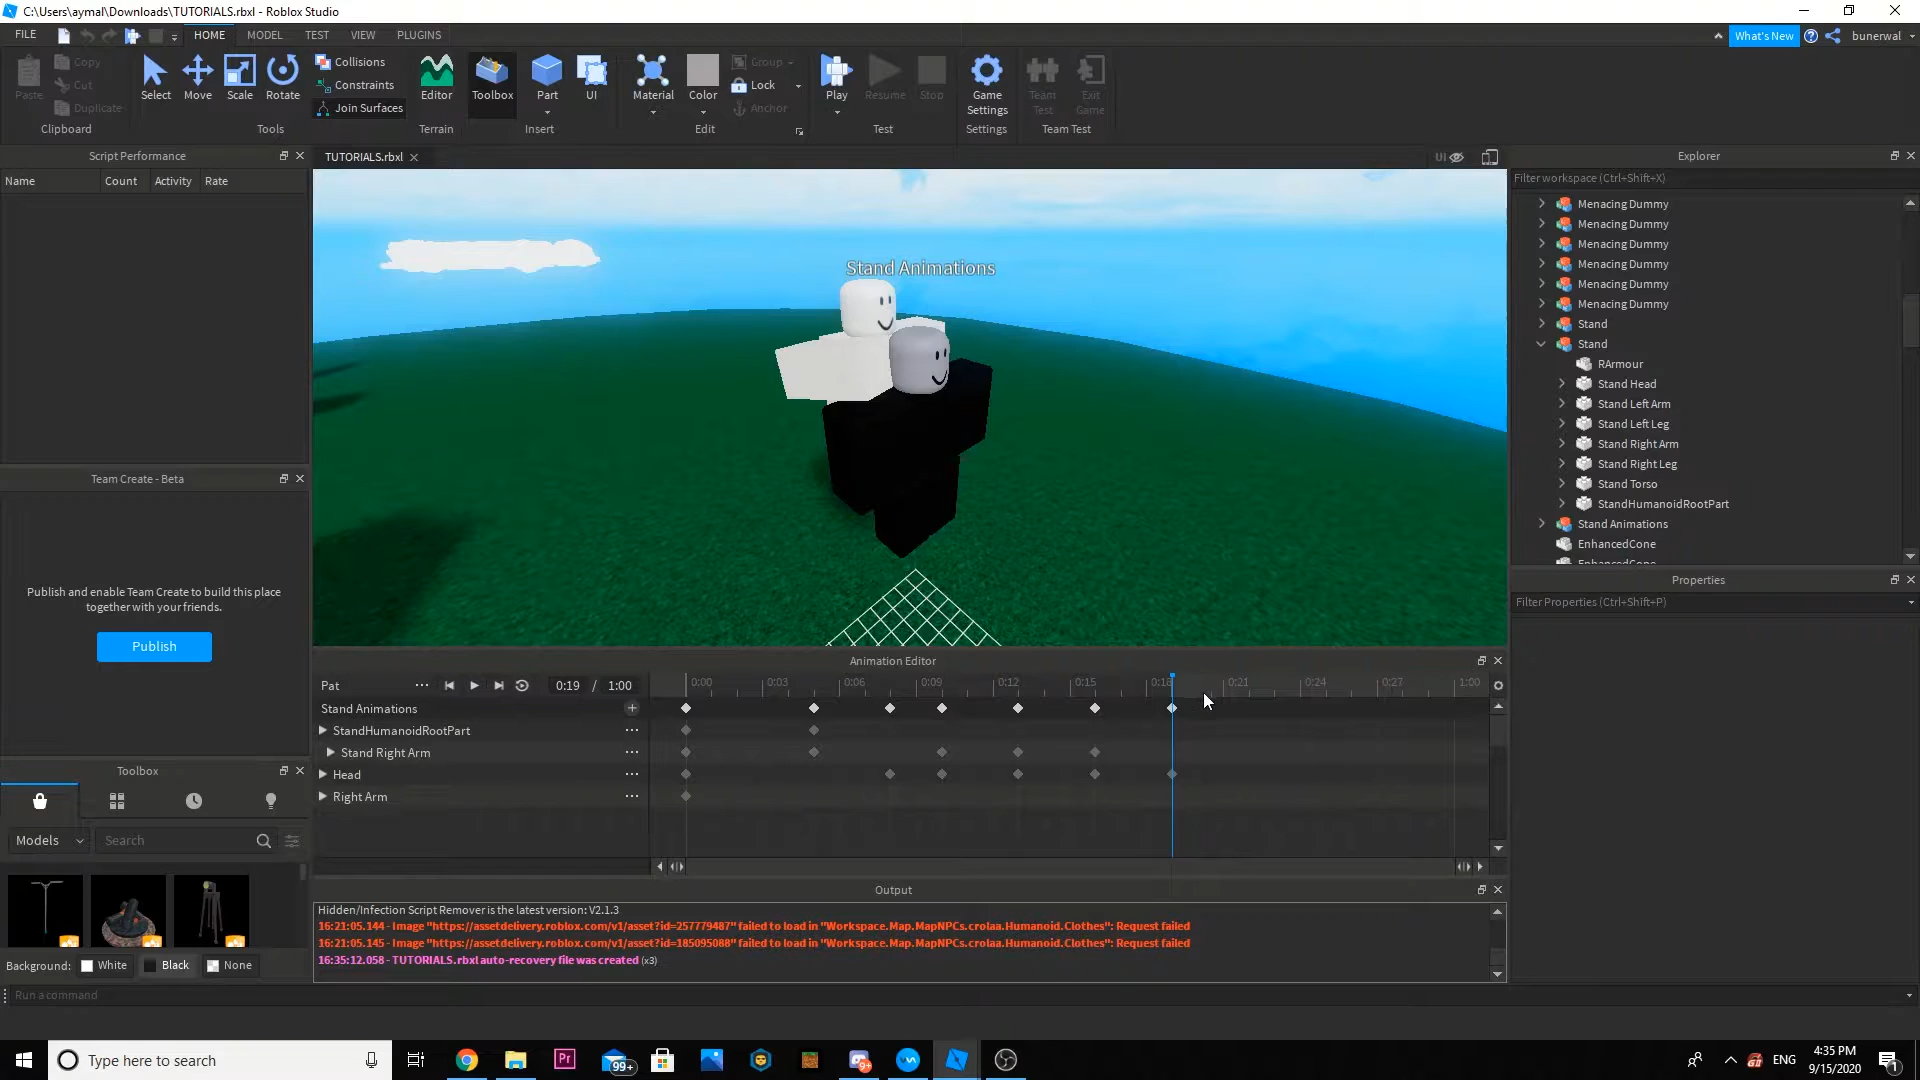 C:\Users\aymal\Downloads\TUTORIALS.rbxl - Roblox Studio
FILE HOME MODEL TEST VIEW PLUGINS What's New bunerwal
Paste Copy Cut Duplicate Clipboard
Select Move Scale Rotate Collisions Constraints Join Surfaces Tools
Editor Terrain
Toolbox Part UI Insert
Material Color Group Lock Anchor Edit
Play Resume Stop Test
Game Settings Settings
Team Test Exit Game Team Test
Script Performance
Name Count Activity Rate
TUTORIALS.rbxl
UI
Stand Animations
Team Create - Beta
Publish and enable Team Create to build this place
together with your friends.
Publish
Toolbox
Models Search
Background: White Black None
Animation Editor
Pat 0:19 / 1:00 0:00 0:03 0:06 0:09 0:12 0:15 0:18 0:21 0:24 0:27 1:00
Stand Animations
StandHumanoidRootPart
Stand Right Arm
Head
Right Arm
Output
Hidden/Infection Script Remover is the latest version: V2.1.3
16:21:05.144 - Image "https://assetdelivery.roblox.com/v1/asset?id=257779487" failed to load in "Workspace.Map.MapNPCs.crolaa.Humanoid.Clothes": Request failed
16:21:05.145 - Image "https://assetdelivery.roblox.com/v1/asset?id=185095088" failed to load in "Workspace.Map.MapNPCs.crolaa.Humanoid.Clothes": Request failed
16:35:12.058 - TUTORIALS.rbxl auto-recovery file was created (x3)
Explorer
Filter workspace (Ctrl+Shift+X)
Menacing Dummy
Menacing Dummy
Menacing Dummy
Menacing Dummy
Menacing Dummy
Menacing Dummy
Stand
Stand
RArmour
Stand Head
Stand Left Arm
Stand Left Leg
Stand Right Arm
Stand Right Leg
Stand Torso
StandHumanoidRootPart
Stand Animations
EnhancedCone
EnhancedCone
Properties
Filter Properties (Ctrl+Shift+P)
Run a command
Type here to search
Pr
99+
ENG
4:35 PM
9/15/2020
1